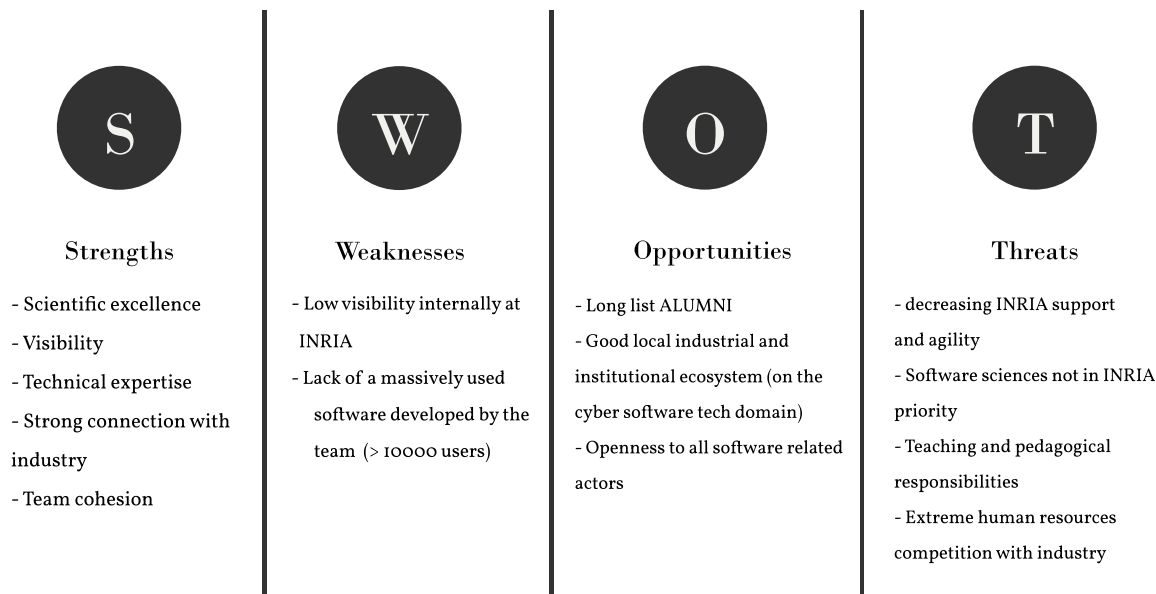 S
Strengths
- Scientific excellence
- Visibility
- Technical expertise
- Strong connection with
industry
- Team cohesion
W
Weaknesses
- Low visibility internally at
INRIA
- Lack of a massively used
software developed by the
team (> 10000 users)
O
Opportunities
- Long list ALUMNI
- Good local industrial and
institutional ecosystem (on the
cyber software tech domain)
- Openness to all software related
actors
T
Threats
- decreasing INRIA support
and agility
- Software sciences not in INRIA
priority
- Teaching and pedagogical
responsibilities
- Extreme human resources
competition with industry